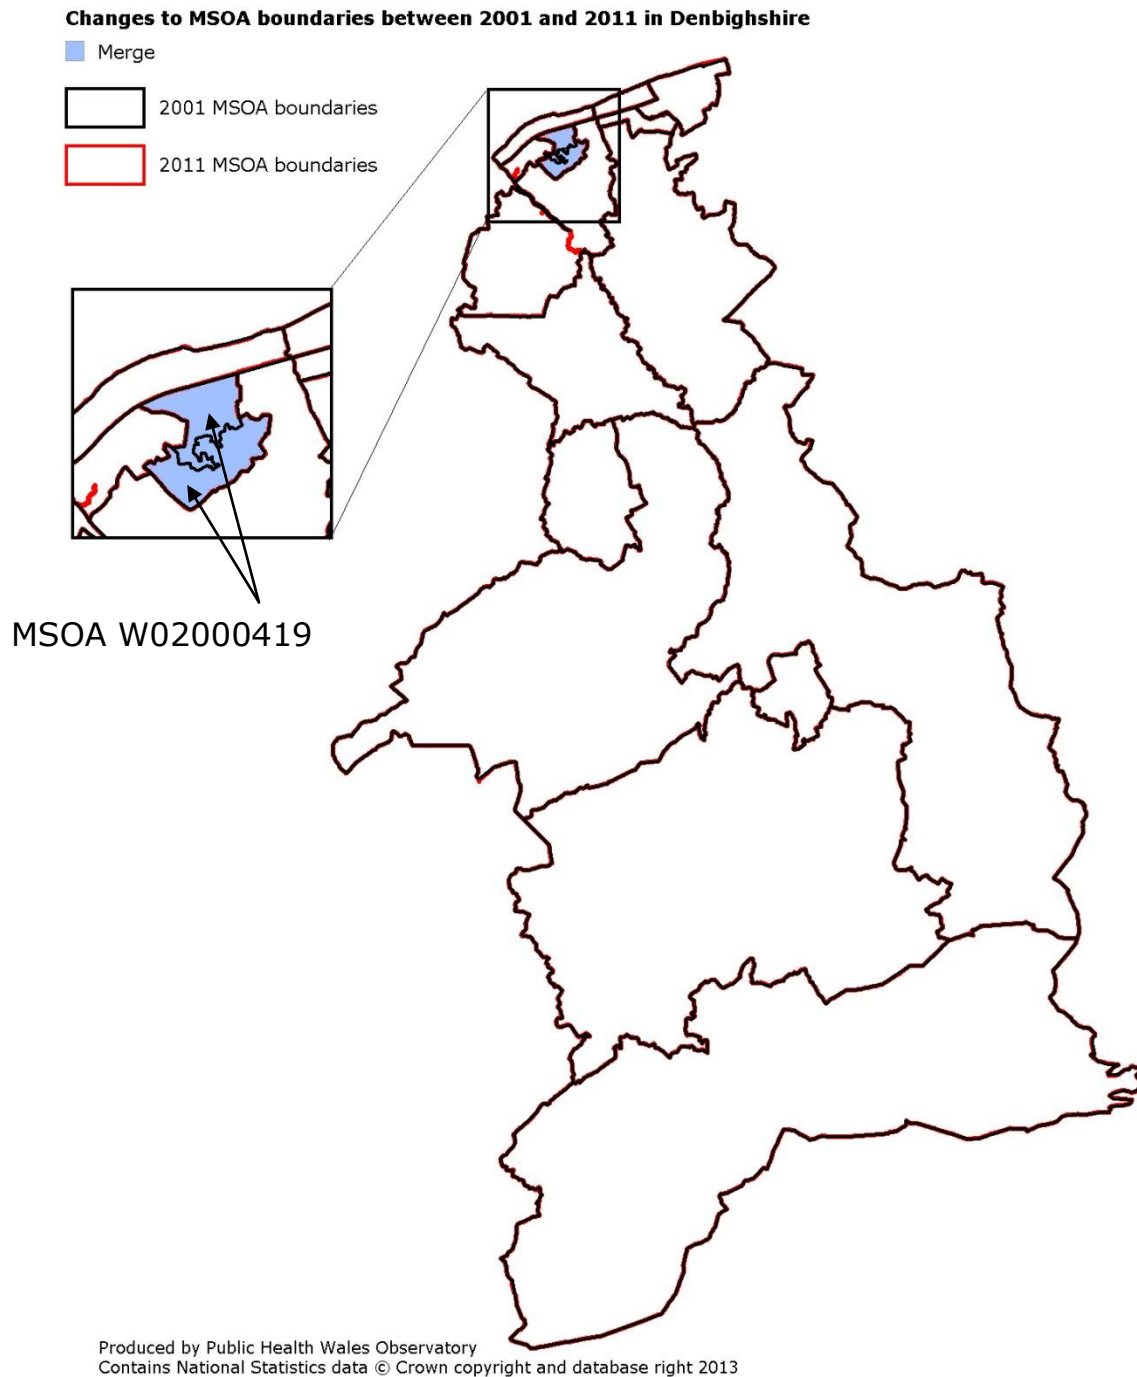 Changes to MSOA boundaries between 2001 and 2011 in Denbighshire
Merge
2001 MSOA boundaries
2011 MSOA boundaries
MSOA W02000419
Produced by Public Health Wales Observatory
Contains National Statistics data © Crown copyright and database right 2013